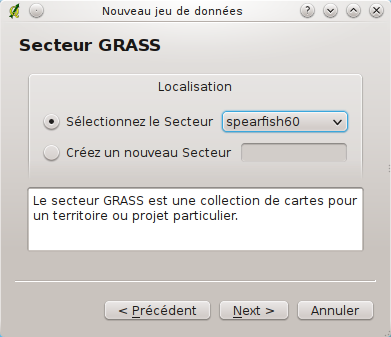 Nouveau jeu de données
Secteur GRASS
Localisation
Sélectionnez le Secteur
spearfish60
Créez un nouveau Secteur
Le secteur GRASS est une collection de cartes pour
un territoire ou projet particulier.
< Précédent
Next >
Annuler